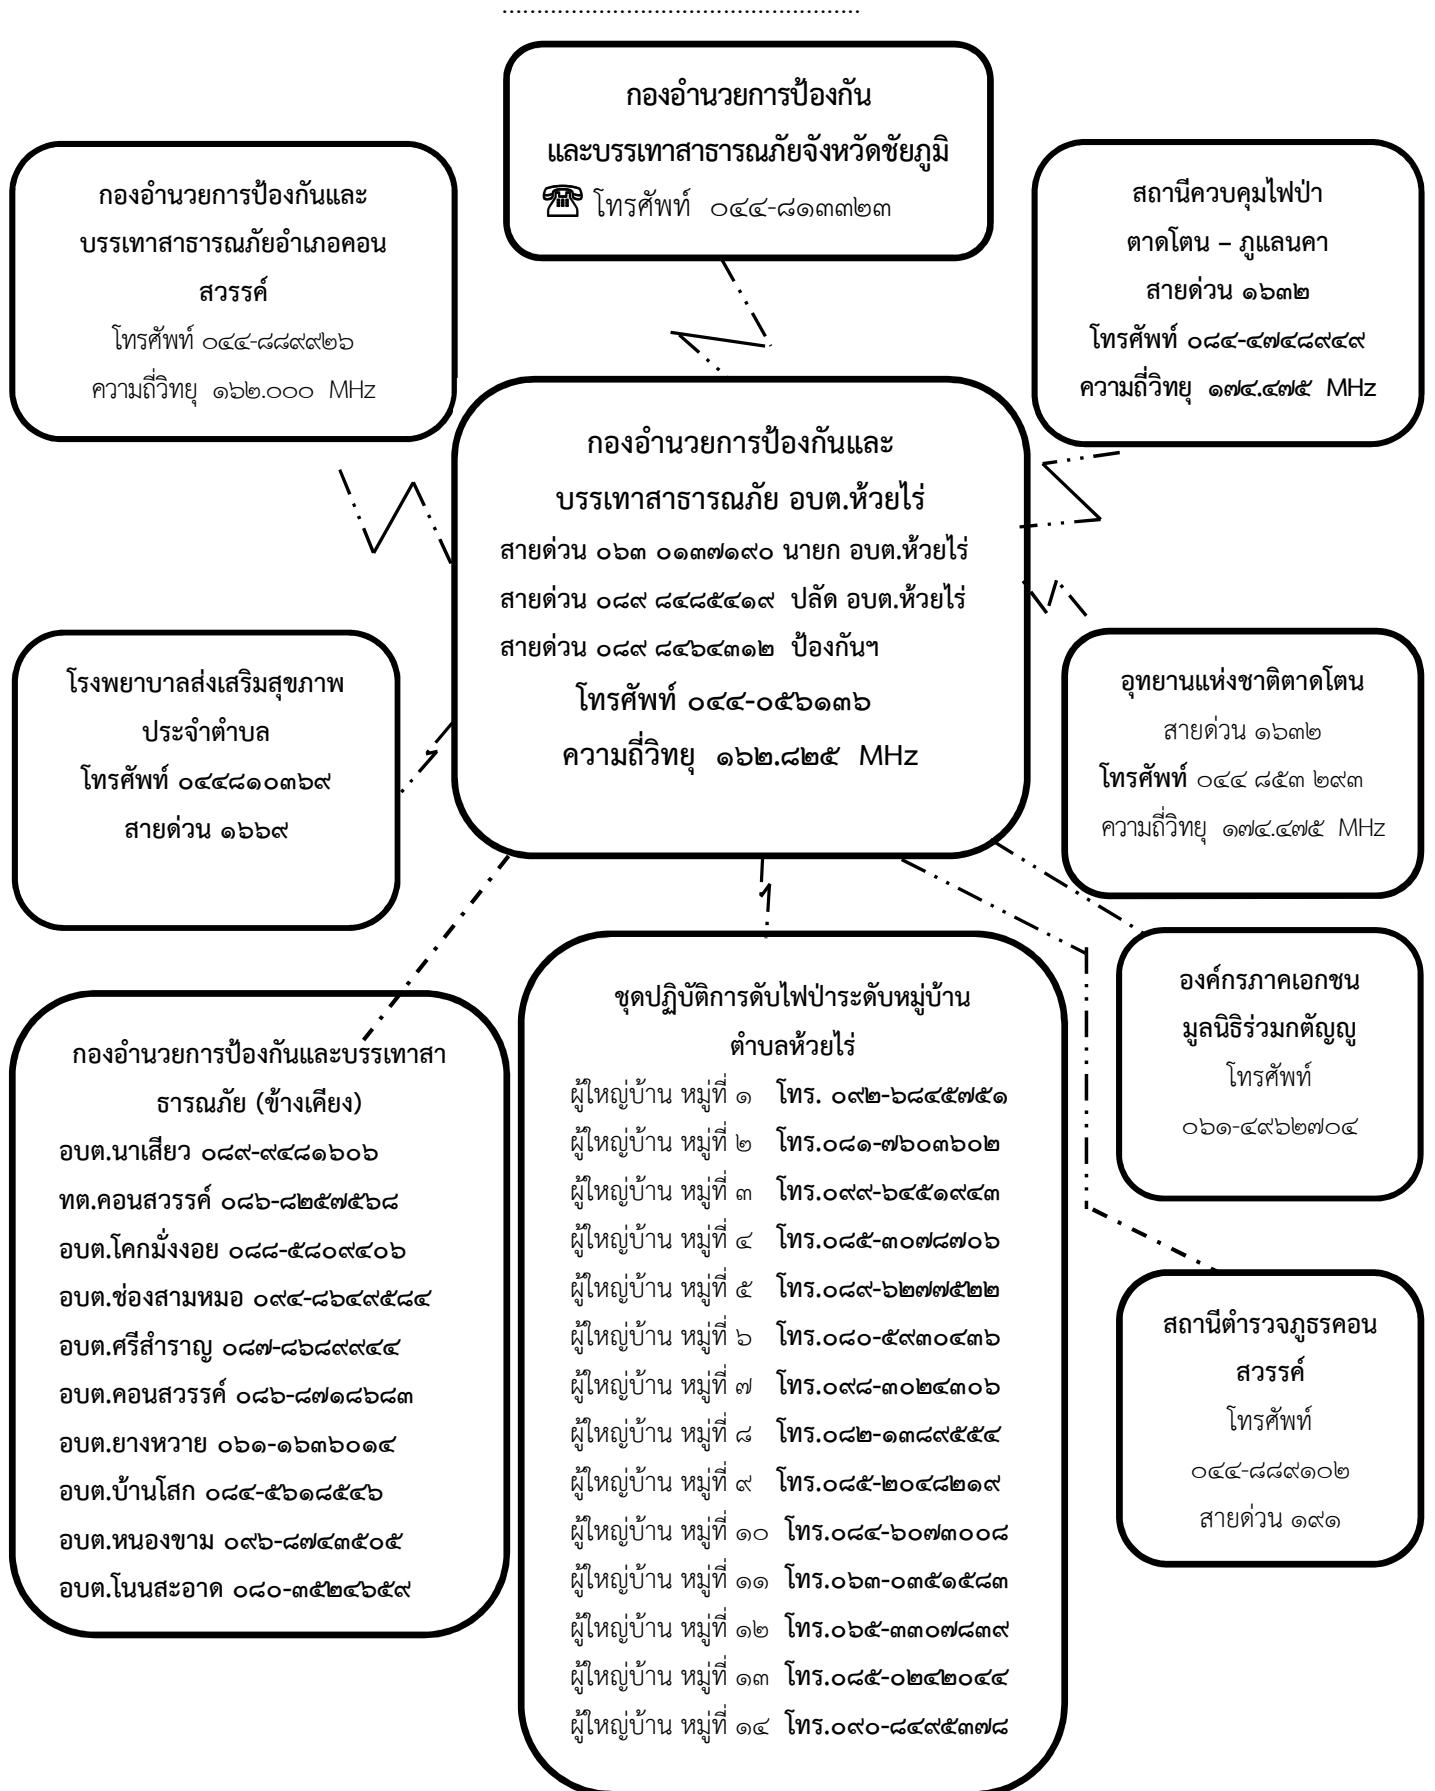 ..................................................
กองอำนวยการป้องกัน
และบรรเทาสาธารณภัยจังหวัดชัยภูมิ
โทรศัพท์ ๐๔๔-๘๑๓๓๒๓
กองอำนวยการป้องกันและ
บรรเทาสาธารณภัยอำเภอคอน
สวรรค์
โทรศัพท์ ๐๔๔-๘๘๙๙๒๖
ความถี่วิทยุ ๑๖๒.๐๐๐ MHz
สถานีควบคุมไฟป่า
ตาดโตน – ภูแลนคา
สายด่วน ๑๖๓๒
โทรศัพท์ ๐๘๔-๔๗๔๘๙๔๙
ความถี่วิทยุ ๑๗๔.๔๗๕ MHz
กองอำนวยการป้องกันและ
บรรเทาสาธารณภัย อบต.ห้วยไร่
สายด่วน ๐๖๓ ๐๑๓๗๑๙๐ นายก อบต.ห้วยไร่
สายด่วน ๐๘๙ ๘๔๘๕๔๑๙ ปลัด อบต.ห้วยไร่
สายด่วน ๐๘๙ ๘๔๖๔๓๑๒ ป้องกันฯ
โทรศัพท์ ๐๔๔-๐๕๖๑๓๖
ความถี่วิทยุ ๑๖๒.๘๒๕ MHz
โรงพยาบาลส่งเสริมสุขภาพ
ประจำตำบล
โทรศัพท์ ๐๔๔๘๑๐๓๖๙
สายด่วน ๑๖๖๙
อุทยานแห่งชาติตาดโตน
สายด่วน ๑๖๓๒
โทรศัพท์ ๐๔๔ ๘๕๓ ๒๙๓
ความถี่วิทยุ ๑๗๔.๔๗๕ MHz
องค์กรภาคเอกชน
มูลนิธิร่วมกตัญญู
โทรศัพท์
๐๖๑-๔๙๖๒๗๐๔
กองอำนวยการป้องกันและบรรเทาสา
ธารณภัย (ข้างเคียง)
อบต.นาเสียว ๐๘๙-๙๔๘๑๖๐๖
ทต.คอนสวรรค์ ๐๘๖-๘๒๕๗๕๖๘
อบต.โคกมั่งงอย ๐๘๘-๕๘๐๙๔๐๖
อบต.ช่องสามหมอ ๐๙๔-๘๖๔๙๕๘๔
อบต.ศรีสำราญ ๐๘๗-๘๖๘๙๙๔๔
อบต.คอนสวรรค์ ๐๘๖-๘๗๑๘๖๘๓
อบต.ยางหวาย ๐๖๑-๑๖๓๖๐๑๔
อบต.บ้านโสก ๐๘๔-๕๖๑๘๕๔๖
อบต.หนองขาม ๐๙๖-๘๗๔๓๕๐๕
อบต.โนนสะอาด ๐๘๐-๓๕๒๔๖๕๙
ชุดปฏิบัติการดับไฟป่าระดับหมู่บ้าน
ตำบลห้วยไร่
ผู้ใหญ่บ้าน หมู่ที่ ๑ โทร. ๐๙๒-๖๘๔๕๗๕๑
ผู้ใหญ่บ้าน หมู่ที่ ๒ โทร.๐๘๑-๗๖๐๓๖๐๒
ผู้ใหญ่บ้าน หมู่ที่ ๓ โทร.๐๙๙-๖๔๕๑๙๔๓
ผู้ใหญ่บ้าน หมู่ที่ ๔ โทร.๐๘๕-๓๐๗๘๗๐๖
ผู้ใหญ่บ้าน หมู่ที่ ๕ โทร.๐๘๙-๖๒๗๗๕๒๒
ผู้ใหญ่บ้าน หมู่ที่ ๖ โทร.๐๘๐-๕๙๓๐๔๓๖
ผู้ใหญ่บ้าน หมู่ที่ ๗ โทร.๐๙๘-๓๐๒๔๓๐๖
ผู้ใหญ่บ้าน หมู่ที่ ๘ โทร.๐๘๒-๑๓๘๙๕๕๔
ผู้ใหญ่บ้าน หมู่ที่ ๙ โทร.๐๘๕-๒๐๔๘๒๑๙
ผู้ใหญ่บ้าน หมู่ที่ ๑๐ โทร.๐๘๔-๖๐๗๓๐๐๘
ผู้ใหญ่บ้าน หมู่ที่ ๑๑ โทร.๐๖๓-๐๓๕๑๕๘๓
ผู้ใหญ่บ้าน หมู่ที่ ๑๒ โทร.๐๖๕-๓๓๐๗๘๓๙
ผู้ใหญ่บ้าน หมู่ที่ ๑๓ โทร.๐๘๕-๐๒๔๒๐๔๔
ผู้ใหญ่บ้าน หมู่ที่ ๑๔ โทร.๐๙๐-๘๔๙๕๓๗๘
สถานีตำรวจภูธรคอน
สวรรค์
โทรศัพท์
๐๔๔-๘๘๙๑๐๒
สายด่วน ๑๙๑